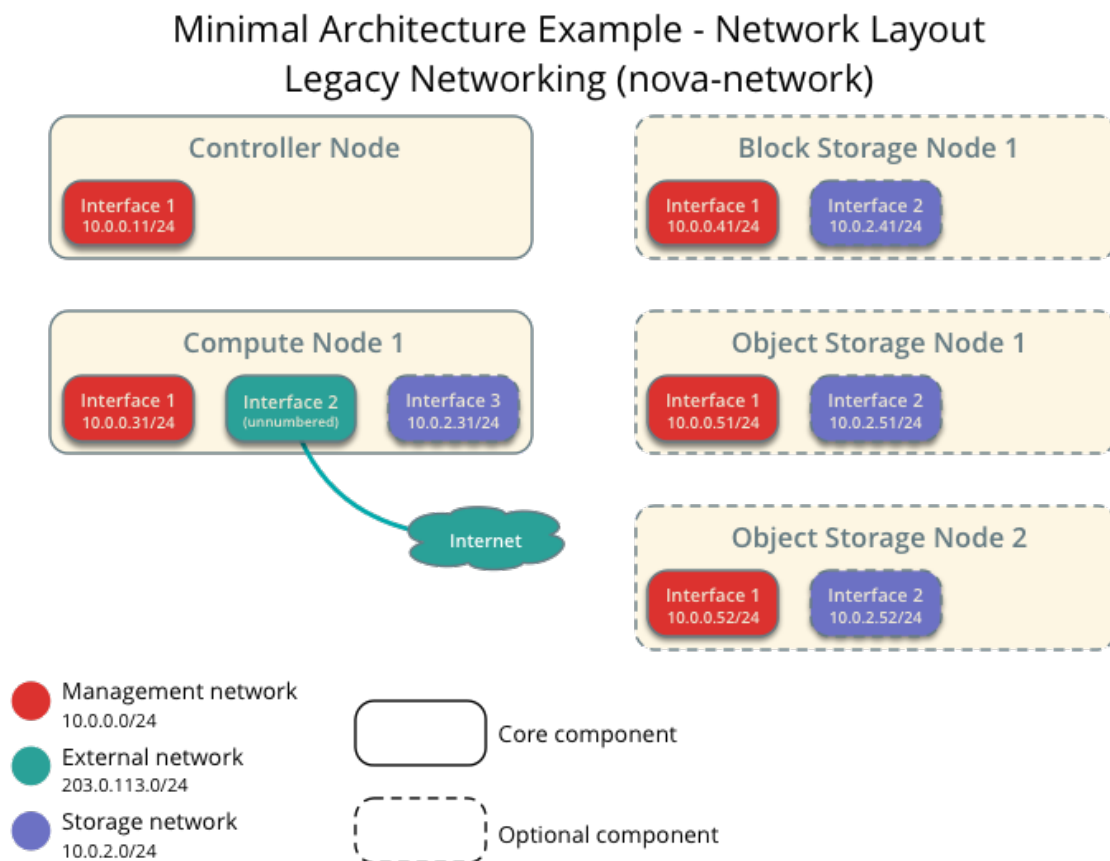 Minimal Architecture Example - Network Layout
Legacy Networking (nova-network)
Controller Node
Interface 1
10.0.0.11/24
Block Storage Node 1
Interface 1
10.0.0.41/24
Interface 2
10.0.2.41/24
Compute Node 1
Interface 1
10.0.0.31/24
Interface 2
(unnumbered)
Interface 3
10.0.2.31/24
Object Storage Node 1
Interface 1
10.0.0.51/24
Interface 2
10.0.2.51/24
Internet
Object Storage Node 2
Interface 1
10.0.0.52/24
Interface 2
10.0.2.52/24
Management network
10.0.0.0/24
External network
203.0.113.0/24
Storage network
10.0.2.0/24
Core component
Optional component